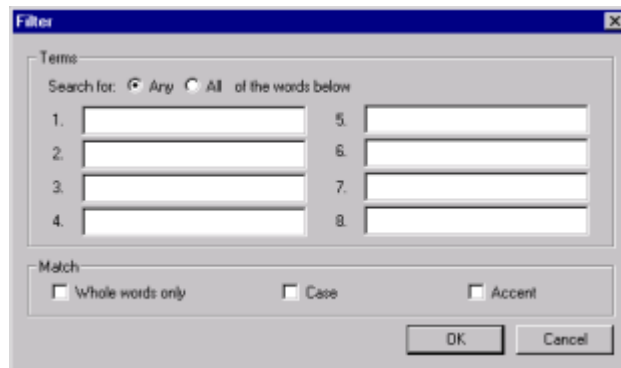 Filter
Terms
Search for: Any All of the words below
1. 5.
2. 6.
3. 7.
4. 8.
Match
Whole words only Case Accent
OK Cancel